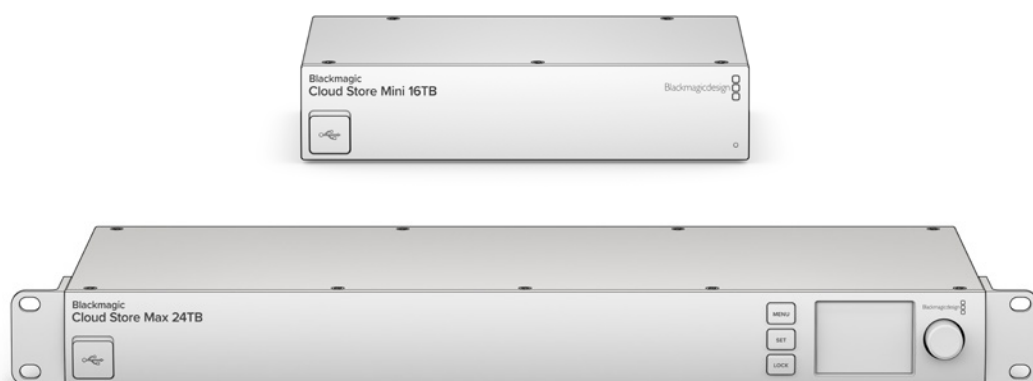 Blackmagic
Cloud Store Mini 16TB
Blackmagicdesign
Blackmagic
Cloud Store Max 24TB
MENU
SET
LOCK
Blackmagicdesign